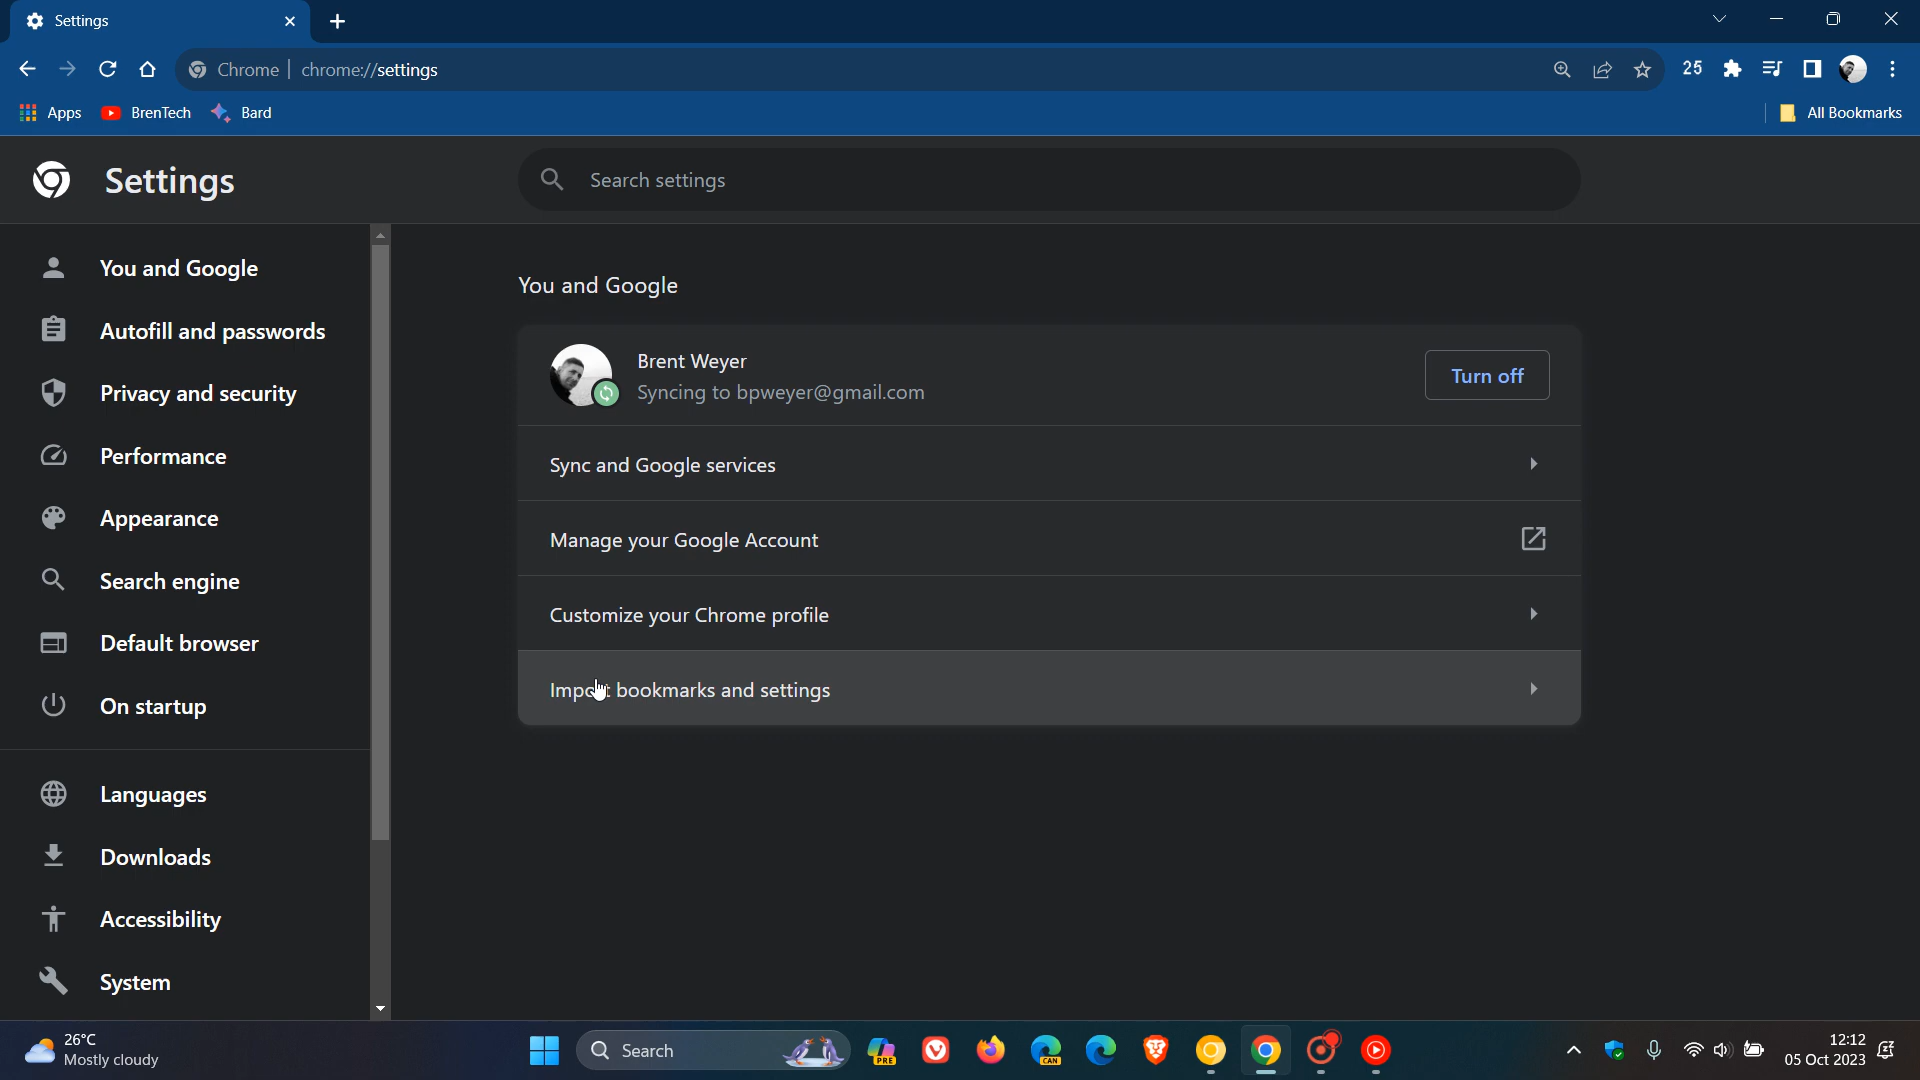 Settings
Chrome | chrome://settings
25
Apps
BrenTech
Bard
All Bookmarks
Settings
Search settings
You and Google
Autofill and passwords
Privacy and security
Performance
Appearance
Search engine
Default browser
On startup
Languages
Downloads
Accessibility
System
You and Google
Brent Weyer
Syncing to bpweyer@gmail.com
Turn off
Sync and Google services
Manage your Google Account
Customize your Chrome profile
Import bookmarks and settings
26°C
Mostly cloudy
Search
PRE
CAN
12:12
05 Oct 2023